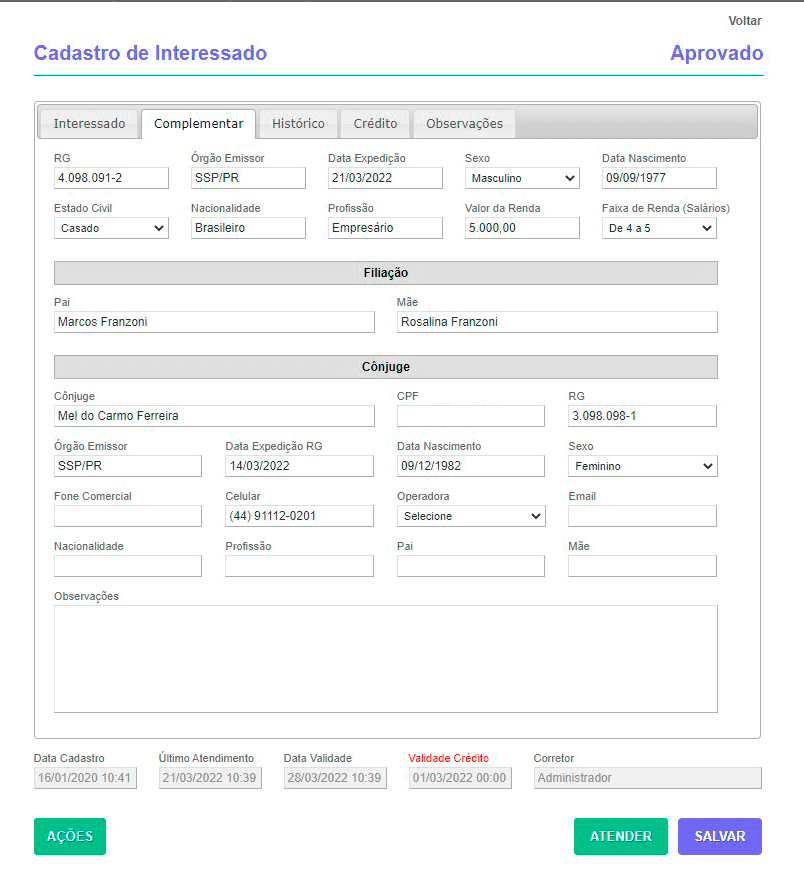 Voltar
Cadastro de Interessado Aprovado
Interessado Complementar Histórico Crédito Observações
RG Órgão Emissor Data Expedição Sexo Data Nascimento
4.098.091-2 SSP/PR 21/03/2022 Masculino 09/09/1977
Estado Civil Nacionalidade Profissão Valor da Renda Faixa de Renda (Salários)
Casado Brasileiro Empresário 5.000,00 De 4 a 5
Filiação
Pai Mãe
Marcos Franzoni Rosalina Franzoni
Cônjuge
Cônjuge CPF RG
Mel do Carmo Ferreira 3.098.098-1
Órgão Emissor Data Expedição RG Data Nascimento Sexo
SSP/PR 14/03/2022 09/12/1982 Feminino
Fone Comercial Celular Operadora Email
(44) 91112-0201 Selecione
Nacionalidade Profissão Pai Mãe
Observações
Data Cadastro Último Atendimento Data Validade Validade Crédito Corretor
16/01/2020 10:41 21/03/2022 10:39 28/03/2022 10:39 01/03/2022 00:00 Administrador
AÇÕES ATENDER SALVAR